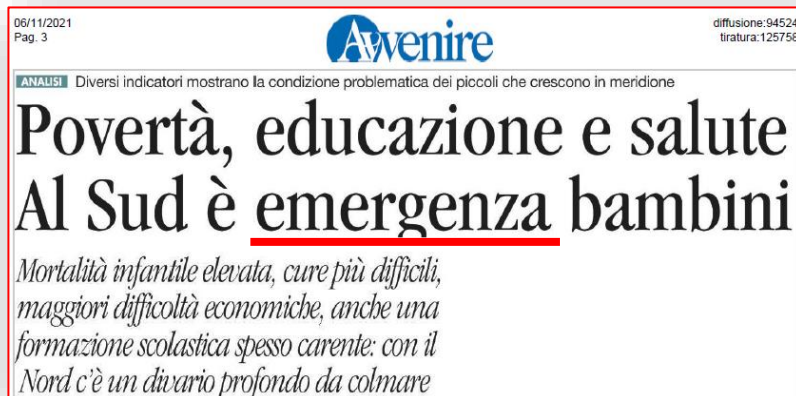 06/11/2021
Pag. 3
Avvenire
diffusione:94524
tiratura:125758
ANALISI Diversi indicatori mostrano la condizione problematica dei piccoli che crescono in meridione
Povertà, educazione e salute
Al Sud è emergenza bambini
Mortalità infantile elevata, cure più difficili,
maggiori difficoltà economiche, anche una
formazione scolastica spesso carente: con il
Nord c'è un divario profondo da colmare